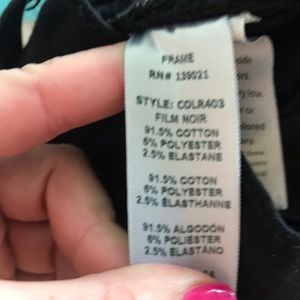 FRAME
RN# 139021
STYLE: COLR403
FILM NOIR
91.5% COTTON
6% POLYESTER
2.5% ELASTANE
91.5% COTON
6% POLYESTER
2.5% ÉLASTHANNE
91.5% ALGODÓN
6% POLIESTER
2.5% ELASTANO